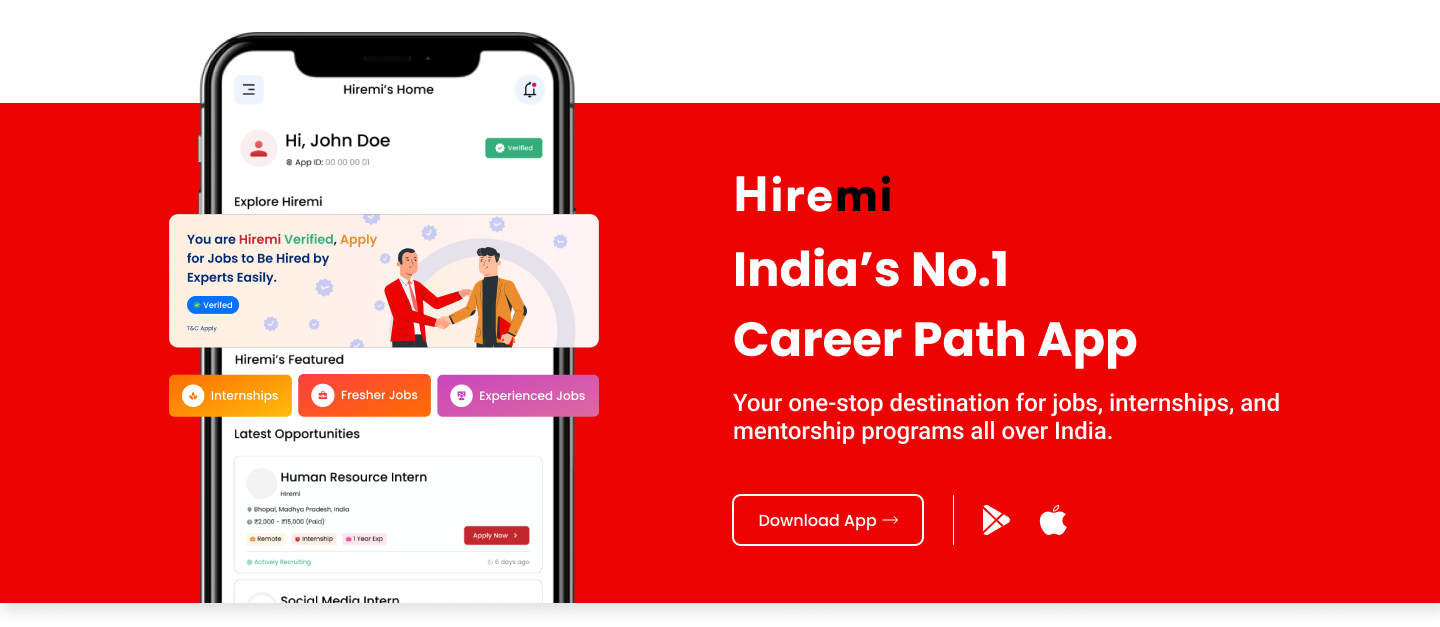 Hiremi's Home
Hi, John Doe
App ID: 00 00 00 01
Verified
Explore Hiremi
You are Hiremi Verified, Apply
for Jobs to Be Hired by
Experts Easily.
Verifed
T&C Apply
Hiremi's Featured
Internships
Fresher Jobs
Experienced Jobs
Latest Opportunities
Human Resource Intern
Hiremi
Bhopal, Madhya Pradesh, India
₹2,000 - ₹15,000 (Paid)
Remote
Internship
1 Year Exp
Apply Now
Actively Recruiting
6 days ago
Social Media Intern
Hiremi
India’s No.1
Career Path App
Your one-stop destination for jobs, internships, and
mentorship programs all over India.
Download App